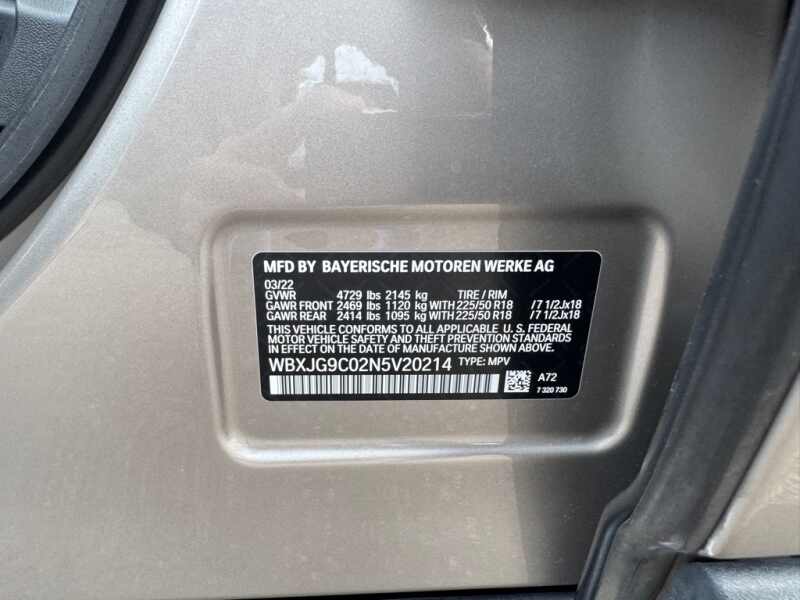 MFD BY BAYERISCHE MOTOREN WERKE AG
03/22
GVWR 4729 lbs 2145 kg TIRE / RIM
GAWR FRONT 2469 lbs 1120 kg WITH 225/50 R18 /7 1/2Jx18
GAWR REAR 2414 lbs 1095 kg WITH 225/50 R18 /7 1/2Jx18
THIS VEHICLE CONFORMS TO ALL APPLICABLE U. S. FEDERAL
MOTOR VEHICLE SAFETY AND THEFT PREVENTION STANDARDS
IN EFFECT ON THE DATE OF MANUFACTURE SHOWN ABOVE.
WBXJG9C02N5V20214 TYPE: MPV
A72
7 320 730